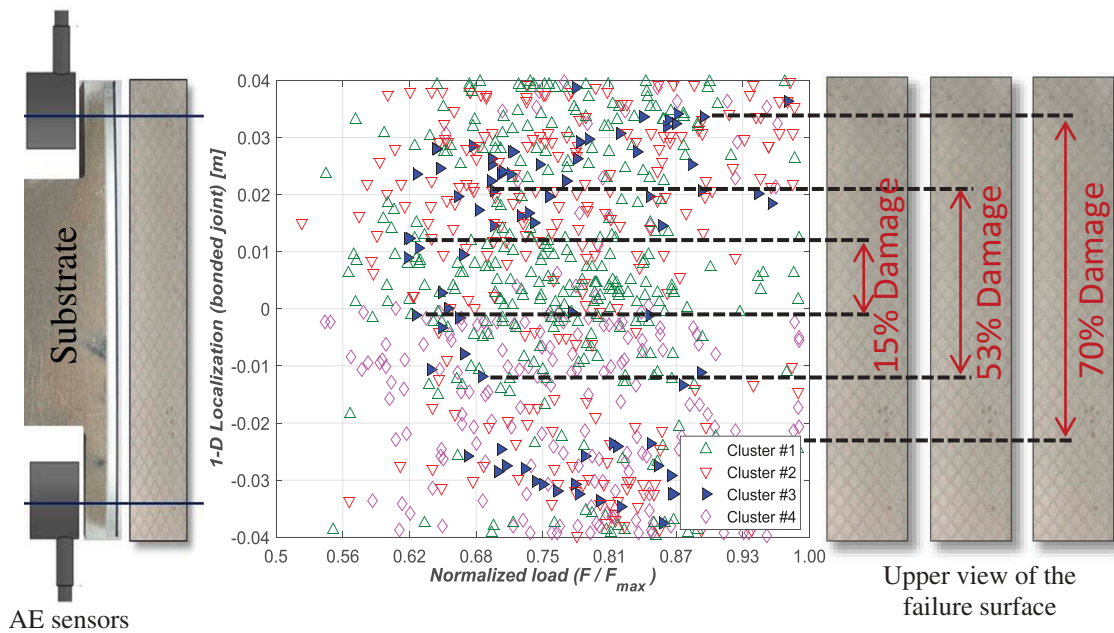 Substrate
AE sensors
1-D Localization (bonded joint) [m]
0.04
0.03
0.02
0.01
0
-0.01
-0.02
-0.03
-0.04
0.5
0.56
0.62
0.68
0.75
0.81
0.87
0.93
1.00
Normalized load (F / Fmax)
Cluster #1
Cluster #2
Cluster #3
Cluster #4
15% Damage
53% Damage
70% Damage
Upper view of the
failure surface